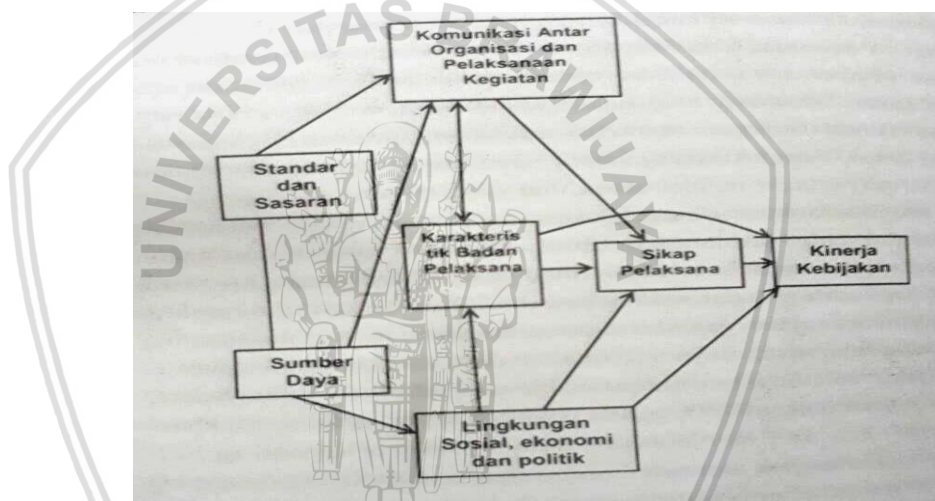 UNIVERSITAS BRAWIJAYA
Komunikasi Antar
Organisasi dan
Pelaksanaan
Kegiatan
Standar
dan
Sasaran
Karakteris
tik Badan
Pelaksana
Sikap
Pelaksana
Kinerja
Kebijakan
Sumber
Daya
Lingkungan
Sosial, ekonomi
dan politik